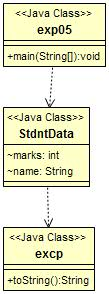 <<Java Class>>
exp05
+main(String[]):void
<<Java Class>>
StdntData
~marks: int
~name: String
<<Java Class>>
excp
+toString():String